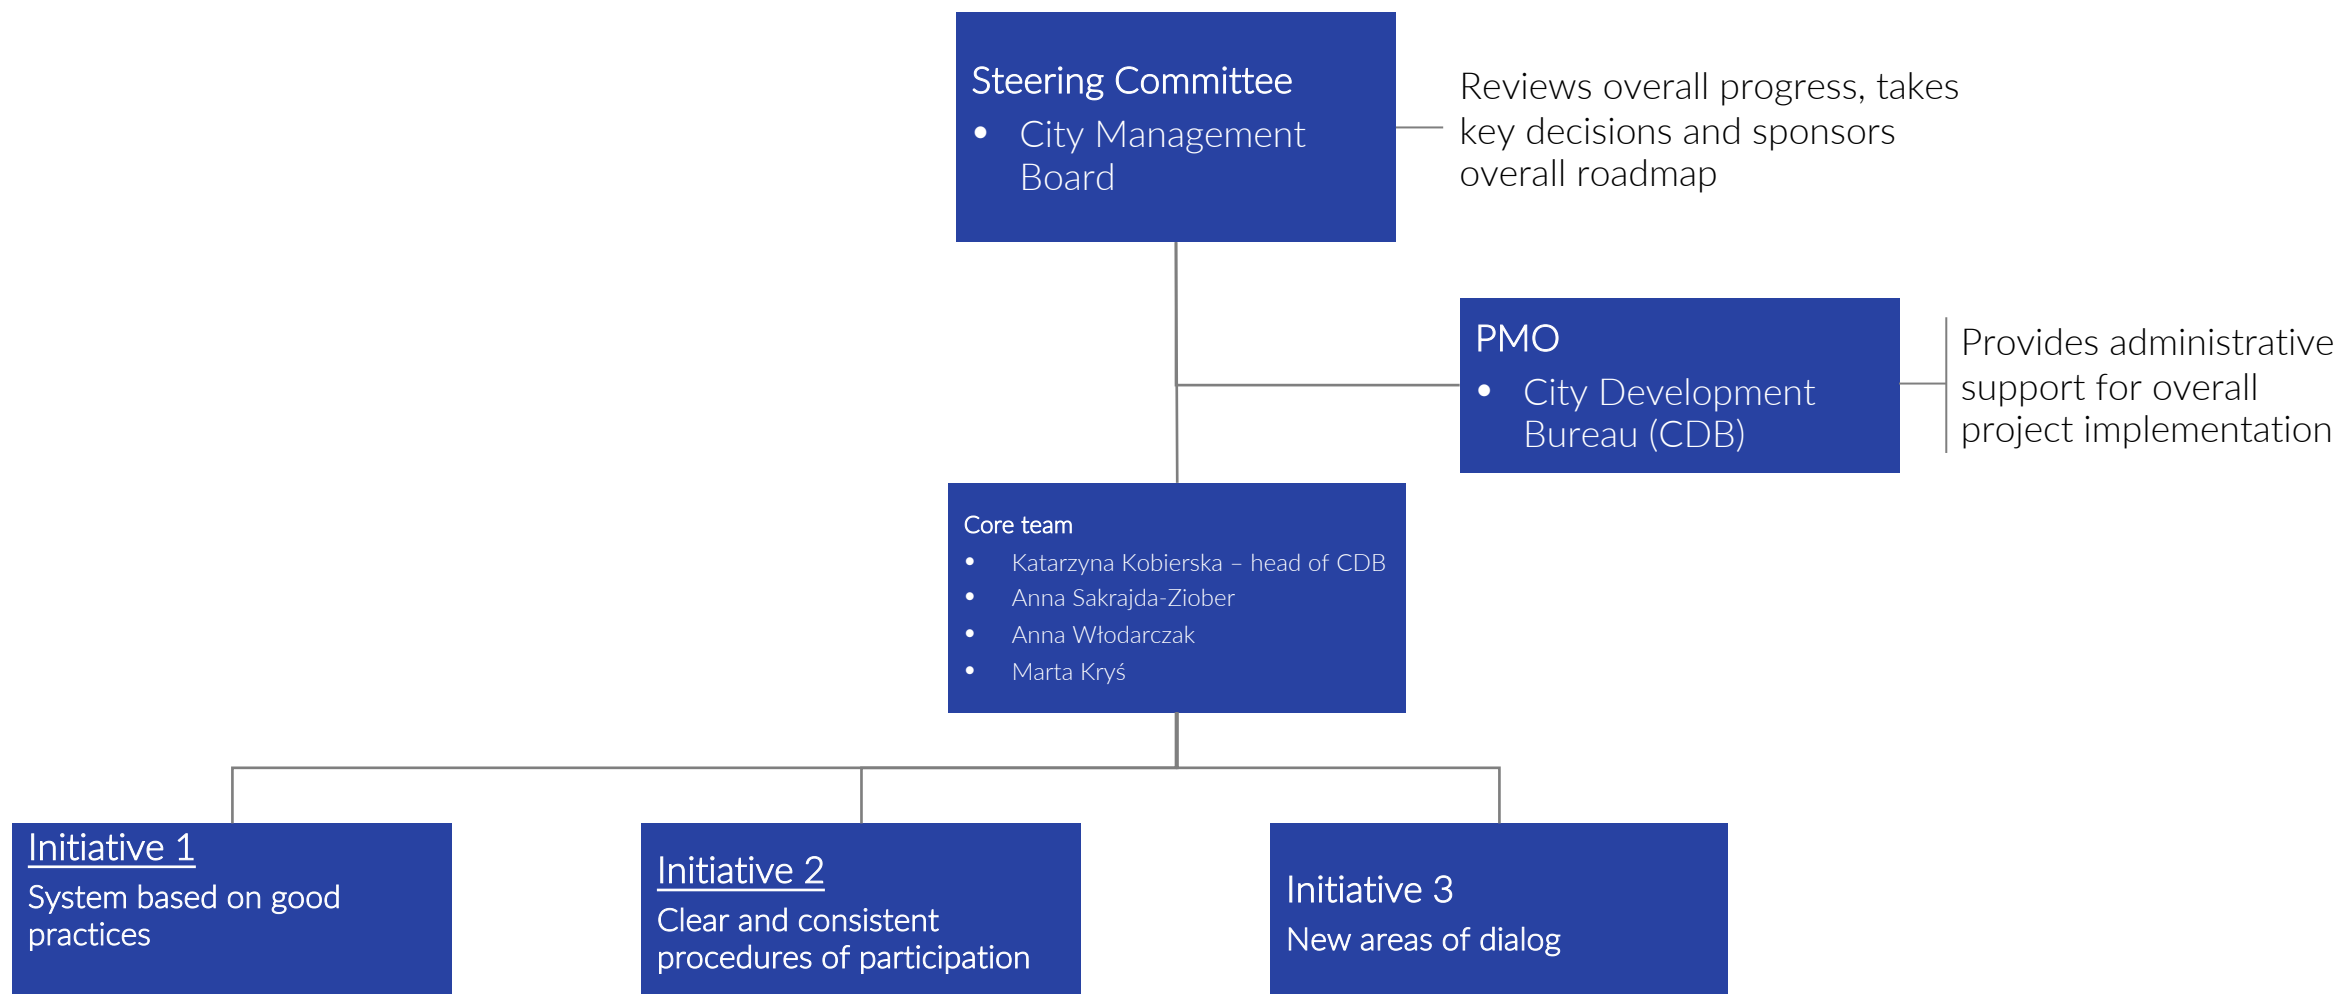 Steering Committee
• City Management
Board
Reviews overall progress, takes
key decisions and sponsors
overall roadmap
PMO
• City Development
Bureau (CDB)
Provides administrative
support for overall
project implementation
Core team
• Katarzyna Kobierska – head of CDB
• Anna Sakrajda-Ziober
• Anna Włodarczak
• Marta Kryś
Initiative 1
System based on good
practices
Initiative 2
Clear and consistent
procedures of participation
Initiative 3
New areas of dialog